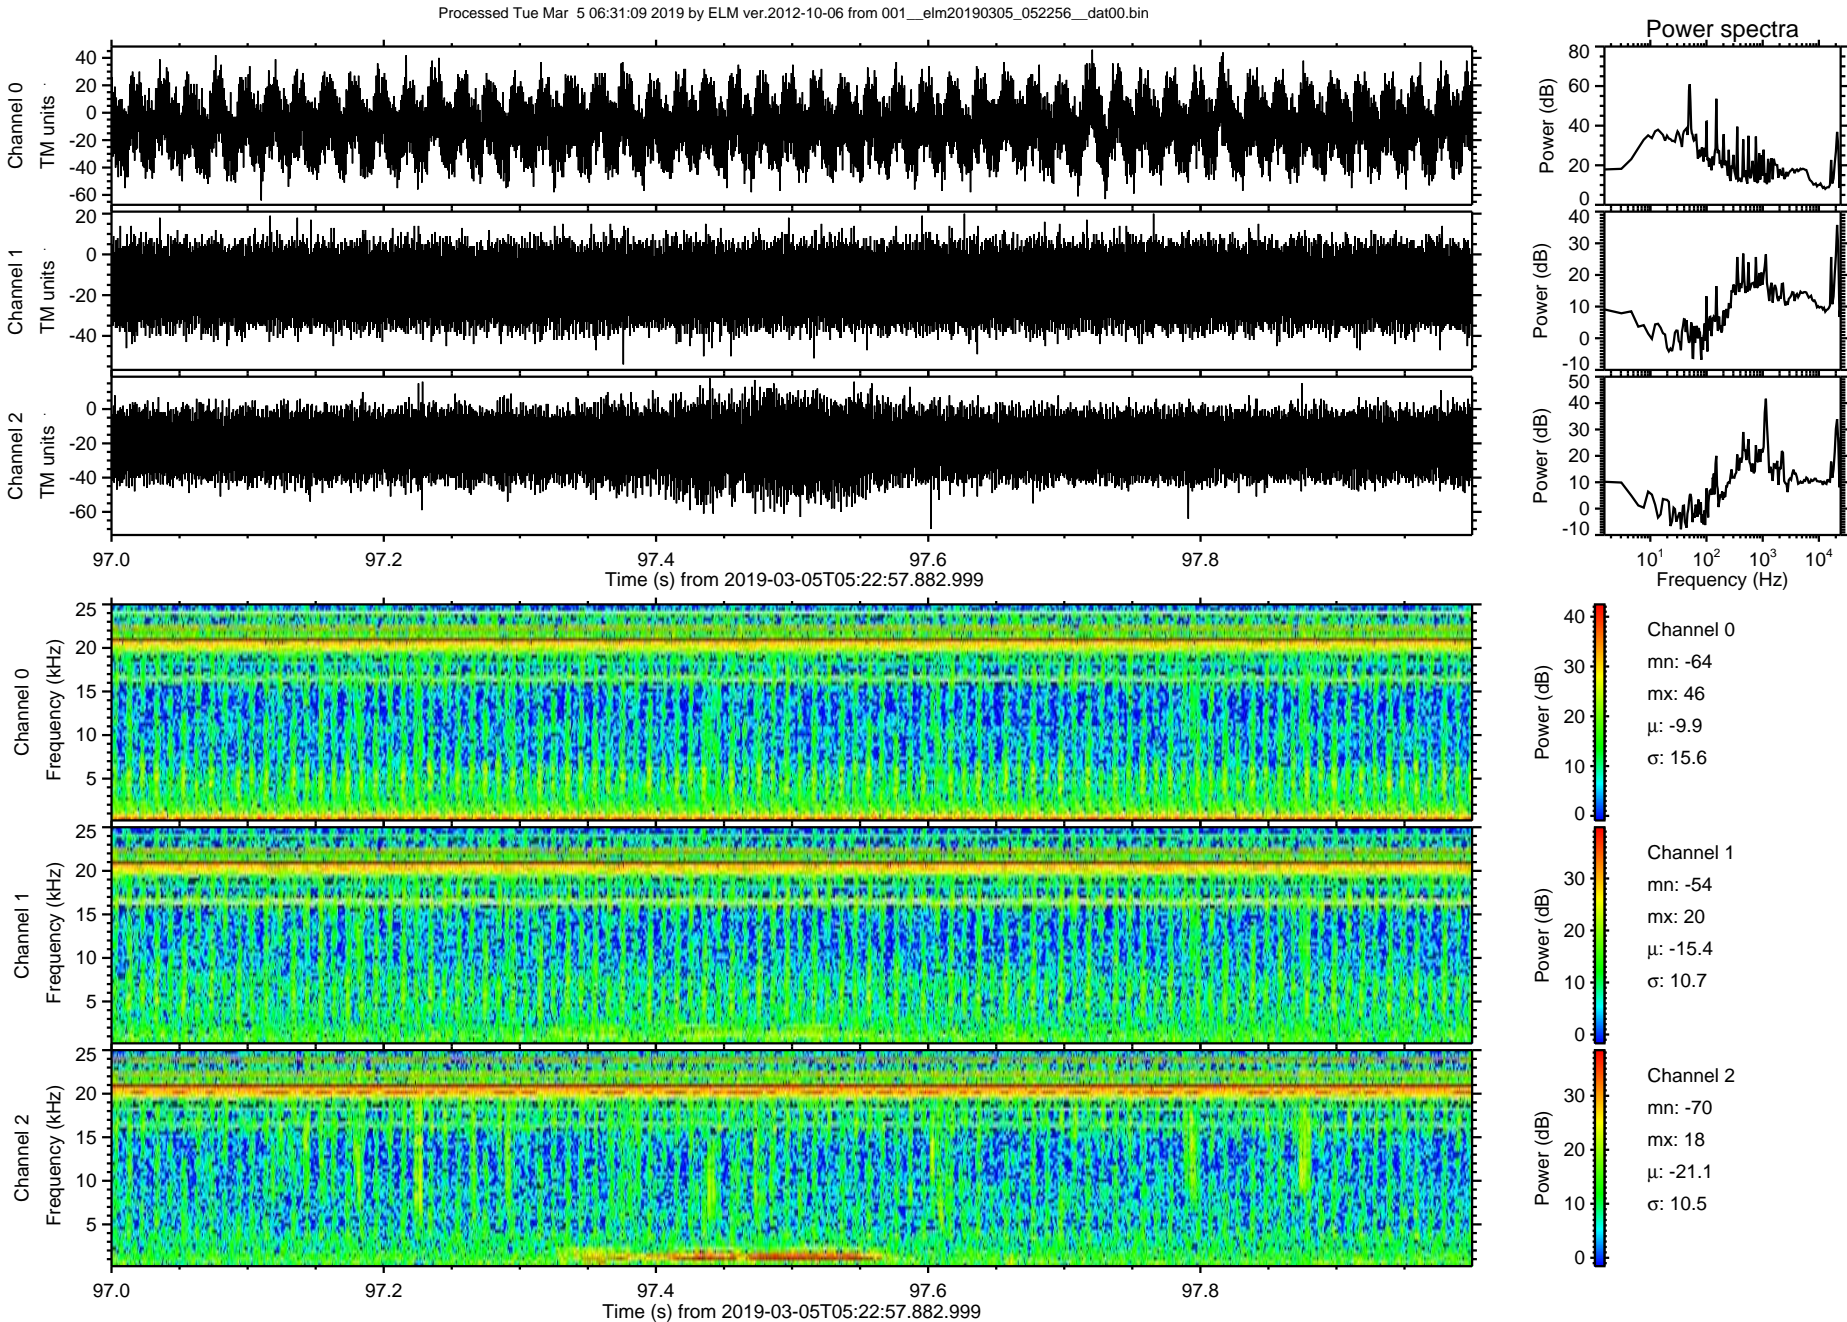 Processed Tue Mar  5 06:31:09 2019 by ELM ver.2012-10-06 from 001__elm20190305_052256__dat00.bin
Power spectra
Channel 0
TM units
40
20
0
-20
-40
-60
Power (dB)
80
60
40
20
0
Channel 1
TM units
20
0
-20
-40
Power (dB)
40
30
20
10
0
-10
Channel 2
TM units
0
-20
-40
-60
Power (dB)
50
40
30
20
10
0
-10
97.0 97.2 97.4 97.6 97.8
Time (s) from 2019-03-05T05:22:57.882.999
10^1 10^2 10^3 10^4
Frequency (Hz)
Channel 0
Frequency (kHz)
25
20
15
10
5
Power (dB)
40
30
20
10
0
Channel 0
mn: -64
mx: 46
μ: -9.9
σ: 15.6
Channel 1
Frequency (kHz)
25
20
15
10
5
Power (dB)
30
20
10
0
Channel 1
mn: -54
mx: 20
μ: -15.4
σ: 10.7
Channel 2
Frequency (kHz)
25
20
15
10
5
Power (dB)
30
20
10
0
Channel 2
mn: -70
mx: 18
μ: -21.1
σ: 10.5
97.0 97.2 97.4 97.6 97.8
Time (s) from 2019-03-05T05:22:57.882.999